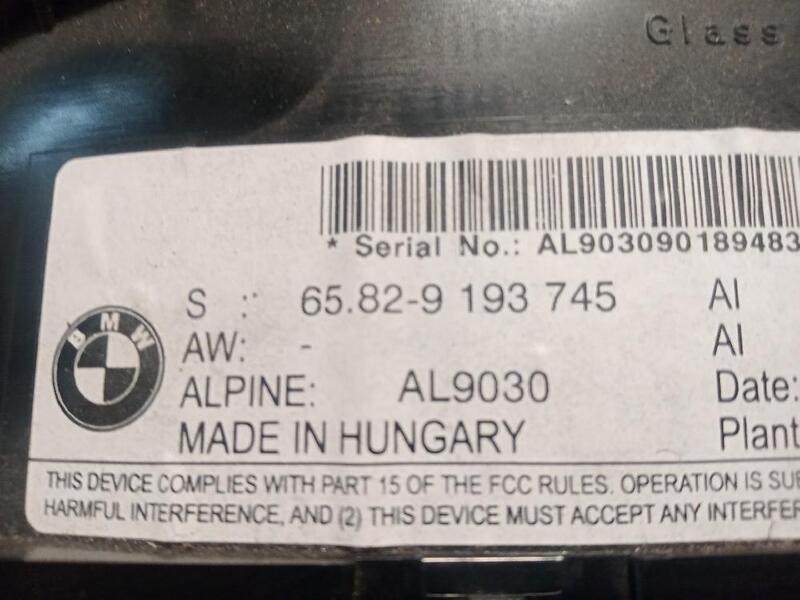 Glass
* Serial No.: AL903090189483
S : 65.82-9 193 745 AI
AW: - AI
BMW
ALPINE: AL9030 Date:
MADE IN HUNGARY Plant
THIS DEVICE COMPLIES WITH PART 15 OF THE FCC RULES. OPERATION IS SUB
HARMFUL INTERFERENCE, AND (2) THIS DEVICE MUST ACCEPT ANY INTERFER